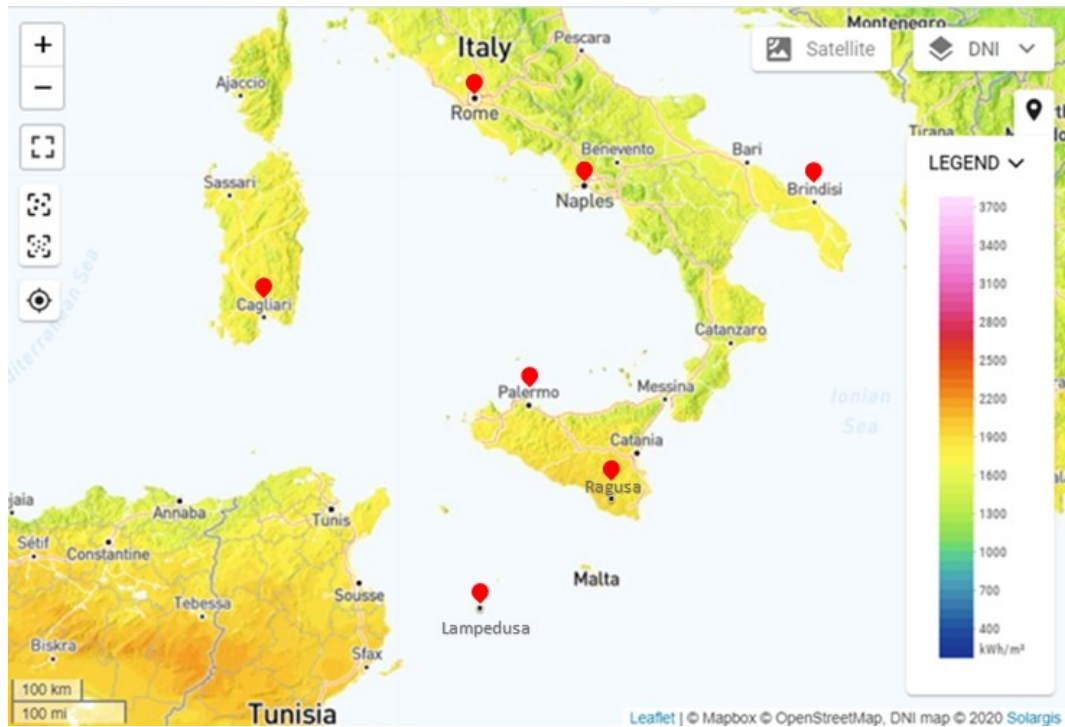 +
Italy
Pescara
Montenegro
Satellite
DNI
−
Ajaccio
Rome
Tirana
Benevento
Bari
LEGEND
Sassari
Naples
Brindisi
3700
3400
3100
2800
2500
2200
1900
1600
1300
1000
700
400
kWh/m²
Cagliari
Catanzaro
Palermo
Messina
Ionian
Sea
Catania
Ragusa
Annaba
Tunis
Sétif
Constantine
Malta
Sousse
Tebessa
Lampedusa
Biskra
Sfax
100 km
100 mi
Tunisia
Leaflet | © Mapbox © OpenStreetMap, DNI map © 2020 Solargis